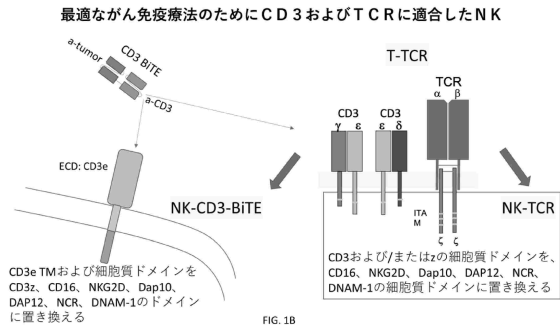 最適ながん免疫療法のためにＣＤ３およびＴＣＲに適合したＮＫ
a-tumor
CD3 BiTE
a-CD3
ECD: CD3e
NK-CD3-BiTE
CD3e TMおよび細胞質ドメインを
CD3z、CD16、NKG2D、Dap10、
DAP12、NCR、DNAM-1のドメイン
に置き換える
T-TCR
TCR
α β
CD3 CD3
γ ε ε δ
ITA
M
ζ ζ
NK-TCR
CD3および/またはzの細胞質ドメインを、
CD16、NKG2D、Dap10、DAP12、NCR、
DNAM-1の細胞質ドメインに置き換える
FIG. 1B